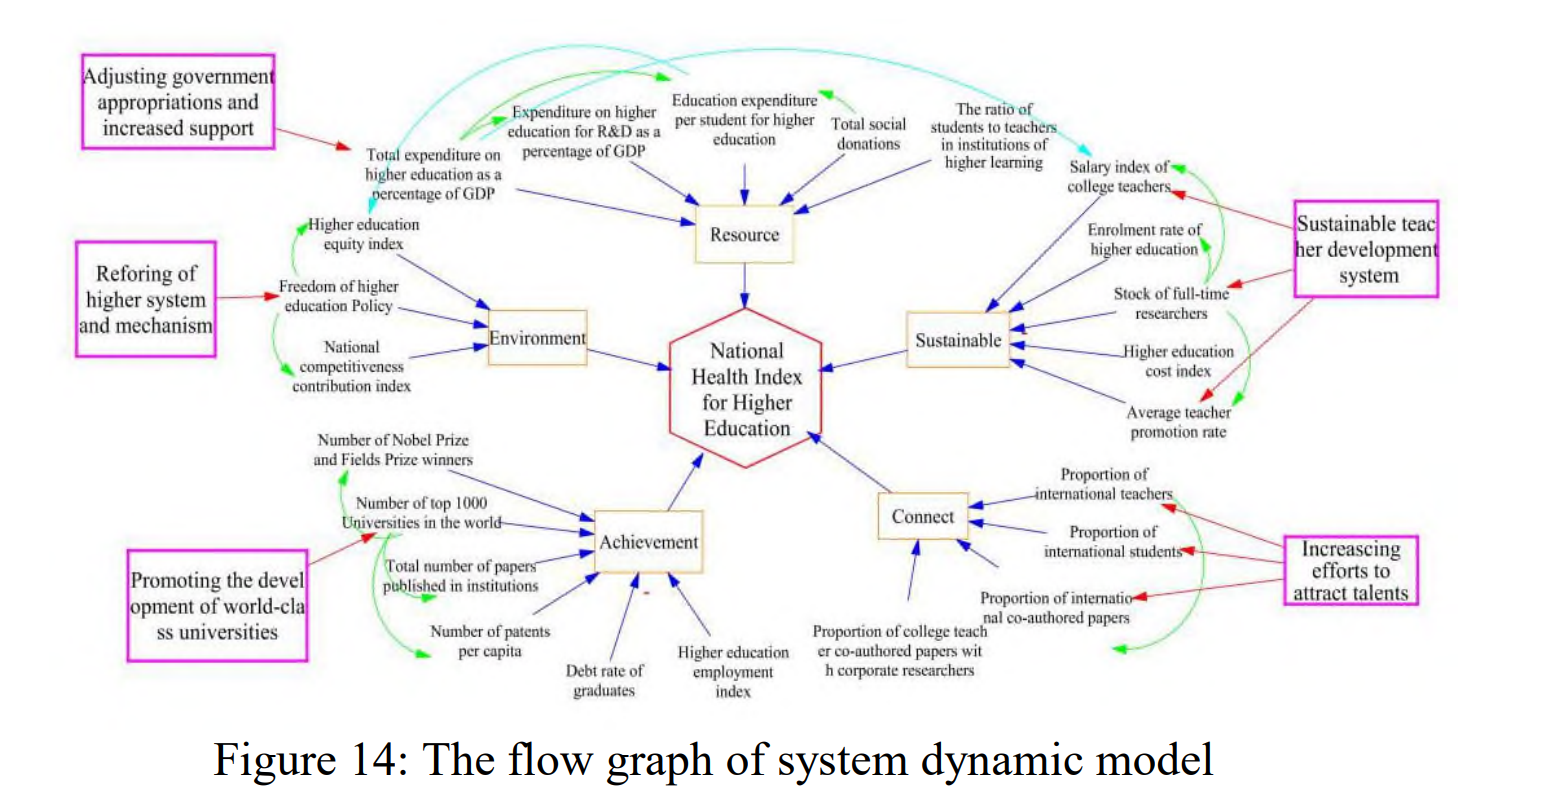 Adjusting government
appropriations and
increased support
Expenditure on higher
education for R&D as a
percentage of GDP
Education expenditure
per student for higher
education
Total social
donations
The ratio of
students to teachers
in institutions of
higher learning
Total expenditure on
higher education as a
percentage of GDP
Salary index of
college teachers
Higher education
equity index
Resource
Enrolment rate of
higher education
Sustainable teac
her development
system
Reforing of
higher system
and mechanism
Freedom of higher
education Policy
Stock of full-time
researchers
National
competitiveness
contribution index
Environment
National
Health Index
for Higher
Education
Sustainable
Higher education
cost index
Average teacher
promotion rate
Number of Nobel Prize
and Fields Prize winners
Number of top 1000
Universities in the world
Total number of papers
published in institutions
Number of patents
per capita
Debt rate of
graduates
Higher education
employment
index
Achievement
Promoting the devel
opment of world-cla
ss universities
Connect
Proportion of
international teachers
Proportion of
international students
Proportion of internatio
nal co-authored papers
Proportion of college teach
er co-authored papers wit
h corporate researchers
Increascing
efforts to
attract talents
Figure 14: The flow graph of system dynamic model